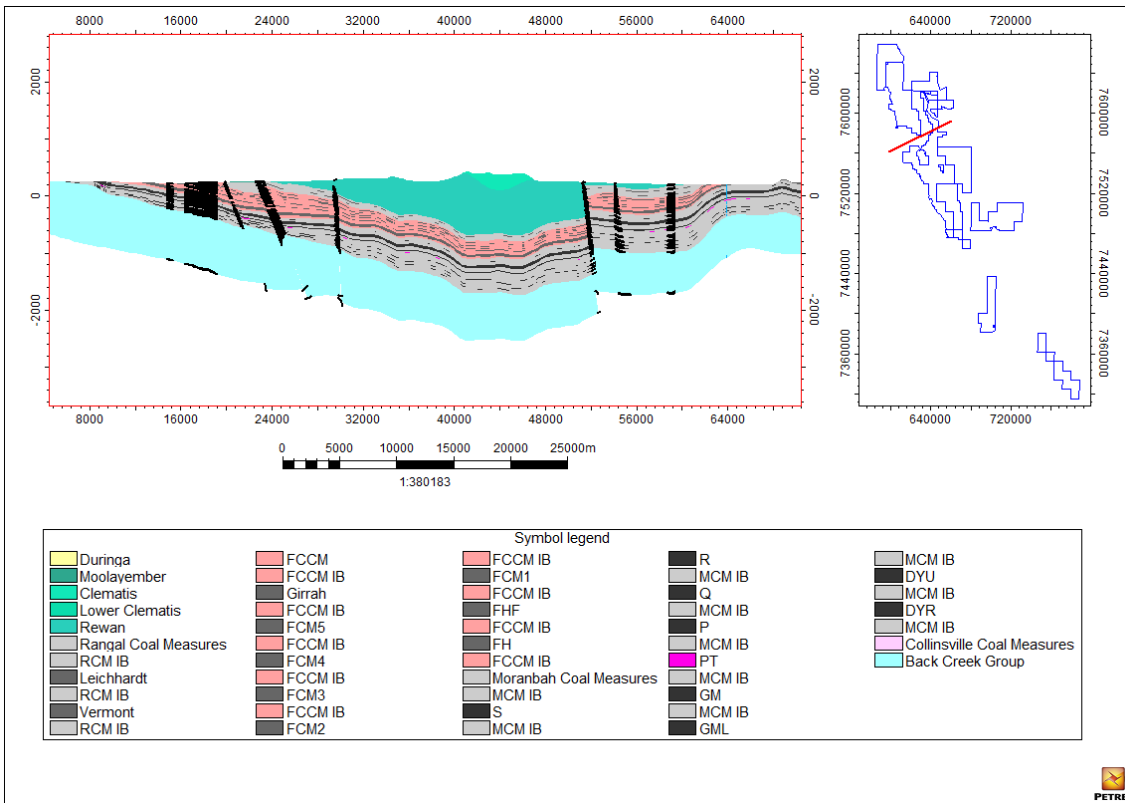 8000 16000 24000 32000 40000 48000 56000 64000
640000 720000
2000 0 -2000
2000 0 -2000
7600000 7520000 7440000 7360000
7600000 7520000 7440000 7360000
8000 16000 24000 32000 40000 48000 56000 64000
640000 720000
0 5000 10000 15000 20000 25000m
1:380183
Symbol legend
Duringa FCCM FCCM IB R MCM IB
Moolayember FCCM IB FCM1 MCM IB DYU
Clematis Girrah FCCM IB Q MCM IB
Lower Clematis FCCM IB FHF MCM IB DYR
Rewan FCM5 FCCM IB P MCM IB
Rangal Coal Measures FCCM IB FH MCM IB Collinsville Coal Measures
RCM IB FCM4 FCCM IB PT Back Creek Group
Leichhardt FCCM IB Moranbah Coal Measures MCM IB
RCM IB FCM3 MCM IB GM
Vermont FCCM IB S MCM IB
RCM IB FCM2 MCM IB GML